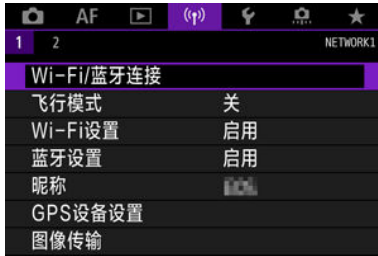 AF
1 2 NETWORK1
Wi-Fi/蓝牙连接
飞行模式 关
Wi-Fi设置 启用
蓝牙设置 启用
昵称
GPS设备设置
图像传输